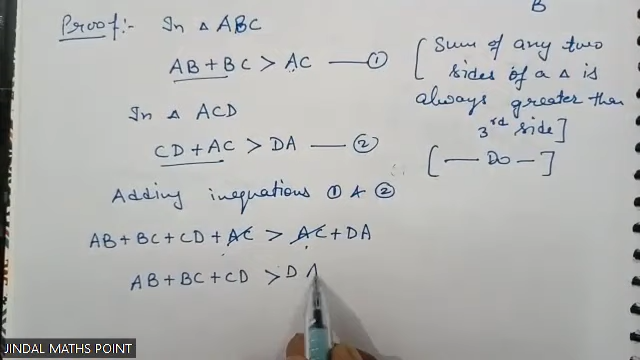 B
Proof:- In △ ABC
AB + BC > AC —— ①
[Sum of any two
sides of a △ is
always greater than
3rd side]
In △ ACD
CD + AC > DA —— ②
[— Do —]
Adding inequations ① & ②
AB + BC + CD + AC > AC + DA
AB + BC + CD > DA
JINDAL MATHS POINT